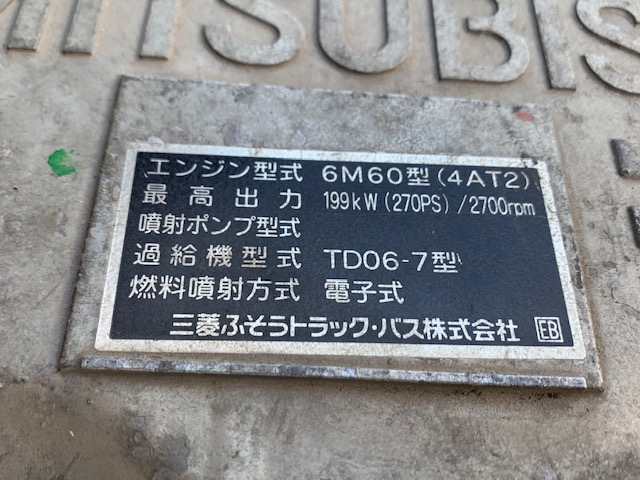 MITSUBIS
エンジン型式 6M60型(4AT2)
最高出力 199kW(270PS)/2700rpm
噴射ポンプ型式
過給機型式 TD06-7型
燃料噴射方式 電子式
三菱ふそうトラック・バス株式会社 EB